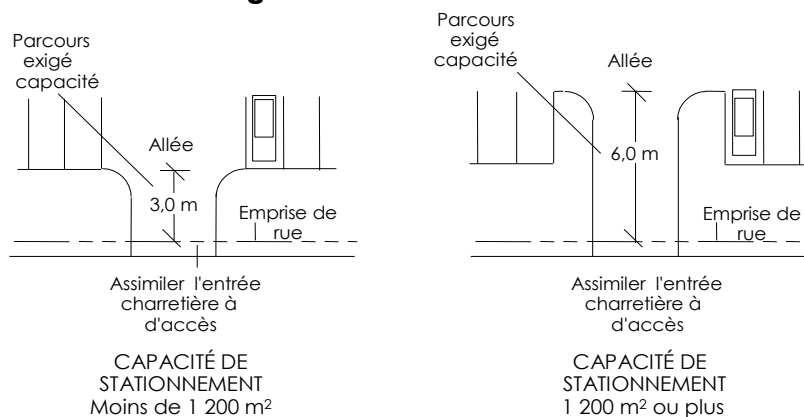 Parcours
exigé
capacité
Allée
3,0 m
Emprise de
rue
Assimiler l'entrée
charretière à
d'accès
CAPACITÉ DE
STATIONNEMENT
Moins de 1 200 m²
Parcours
exigé
capacité
Allée
6,0 m
Emprise de
rue
Assimiler l'entrée
charretière à
d'accès
CAPACITÉ DE
STATIONNEMENT
1 200 m² ou plus